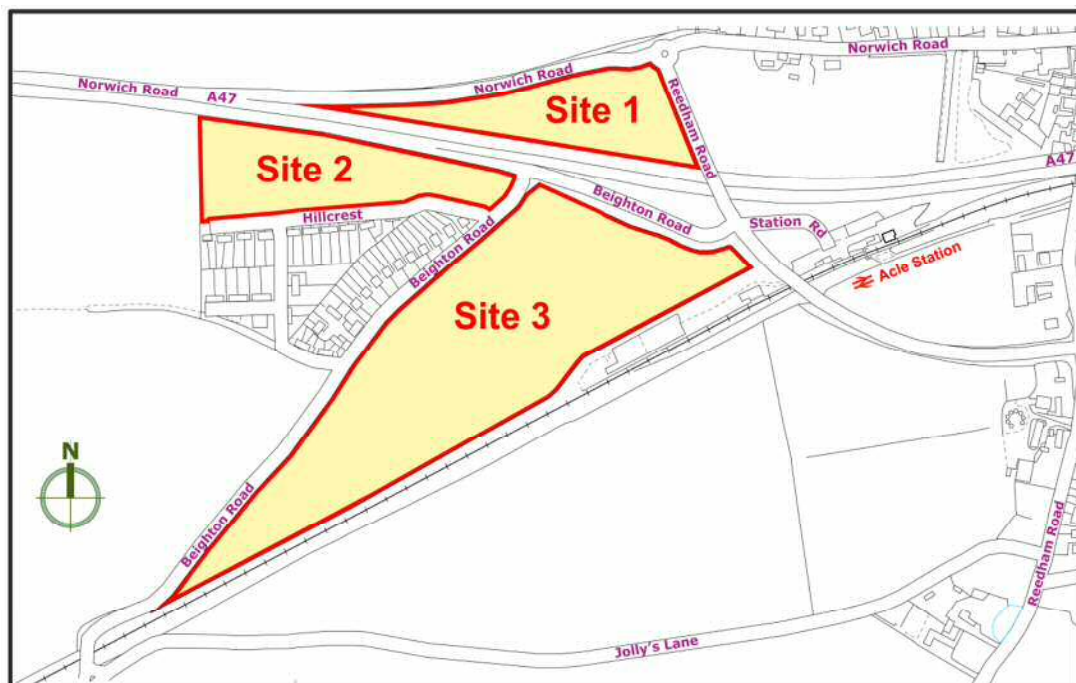 Norwich Road
Norwich Road
Norwich Road
A47
Site 1
Reedham Road
Site 2
A47
Hillcrest
Beighton Road
Beighton Road
Station Rd
Acle Station
Site 3
N
Beighton Road
Reedham Road
Jolly's Lane